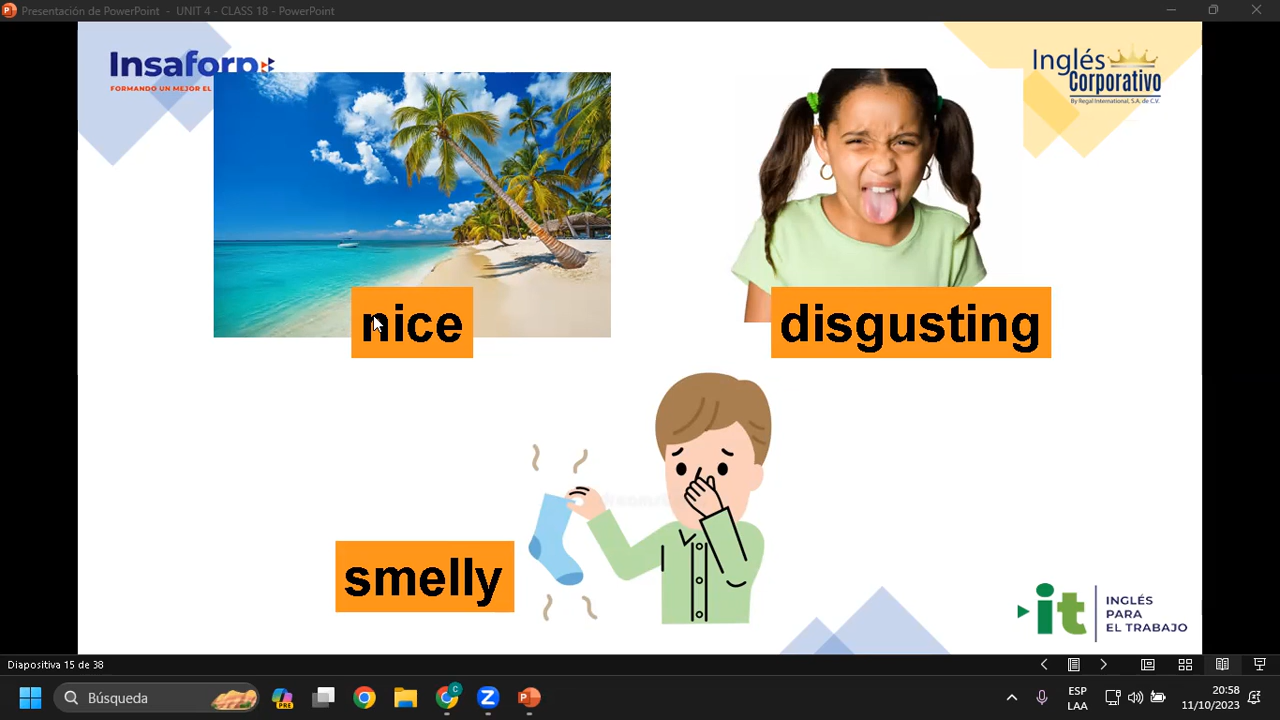 Presentación de PowerPoint - UNIT 4 - CLASS 18 - PowerPoint
Insaforp
FORMANDO UN MEJOR EL
Inglés
Corporativo
By Regal International, S.A. de C.V.
nice
disgusting
smelly
it
INGLÉS
PARA
EL TRABAJO
Diapositiva 15 de 38
Búsqueda
PRE
C
ESP
LAA
20:58
11/10/2023